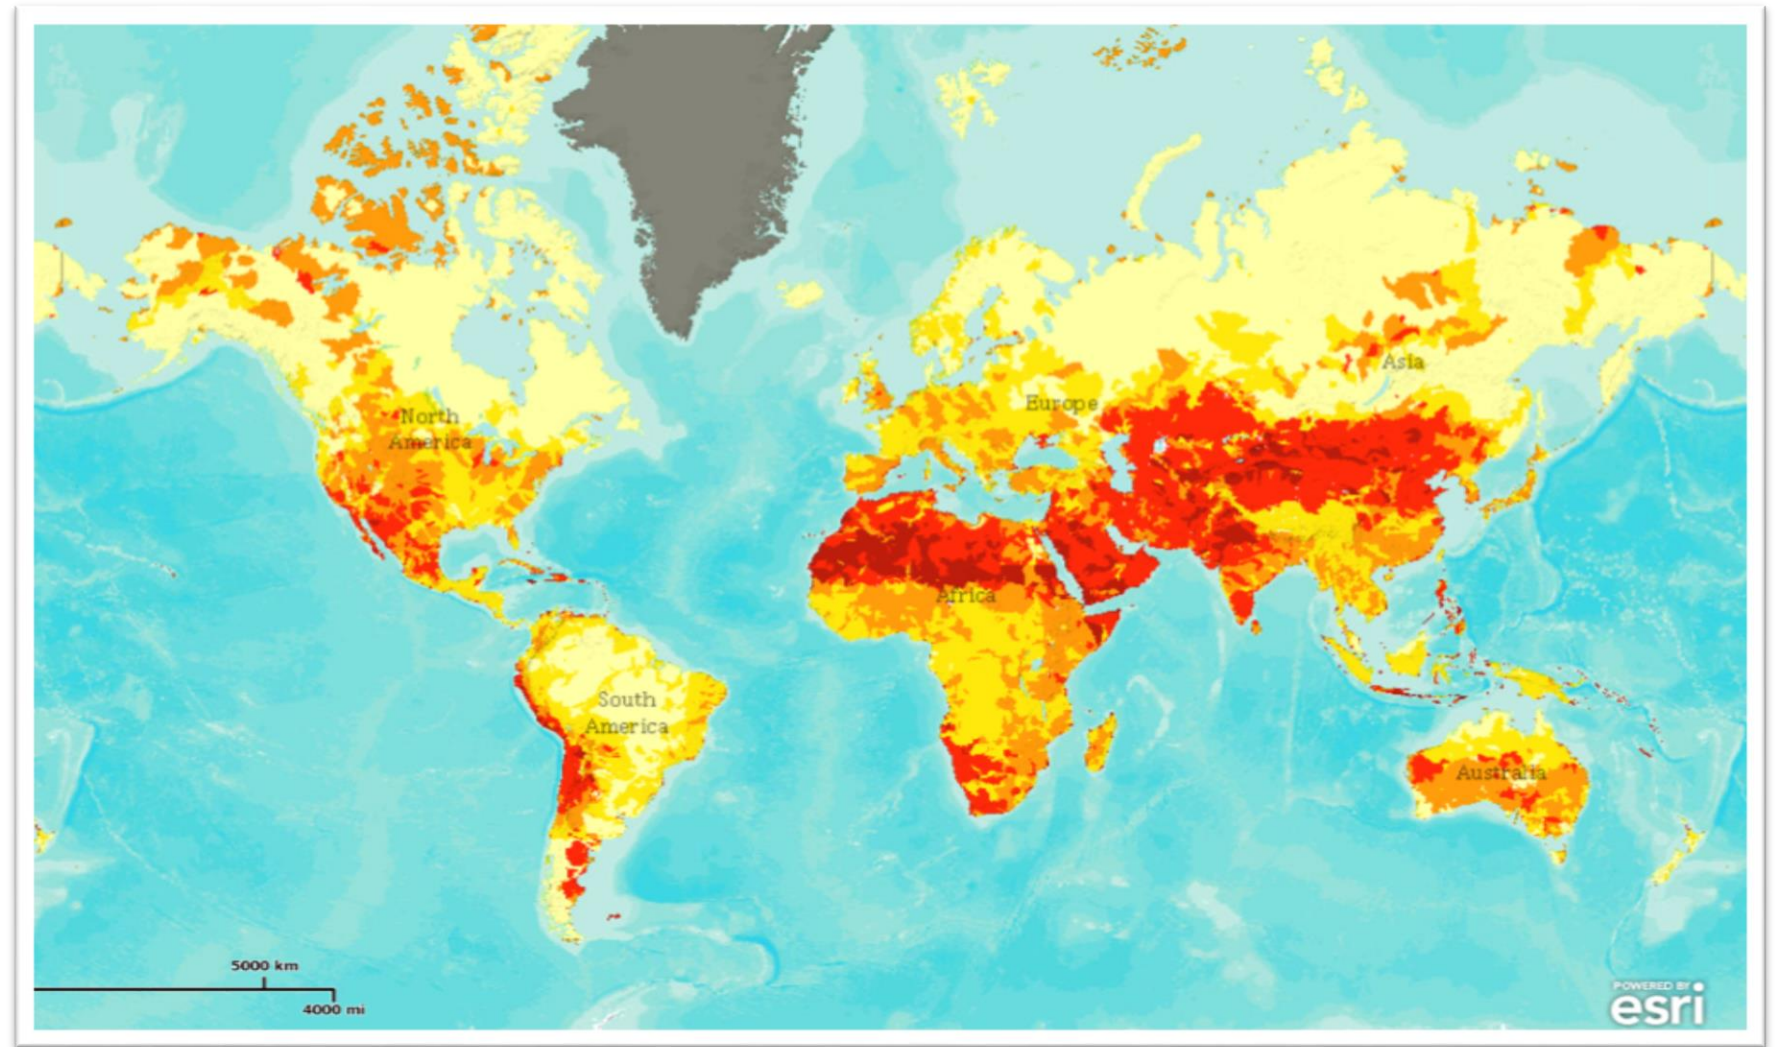 Asia
Europe
North
America
Africa
South
America
Australia
5000 km
4000 mi
POWERED BY
esri